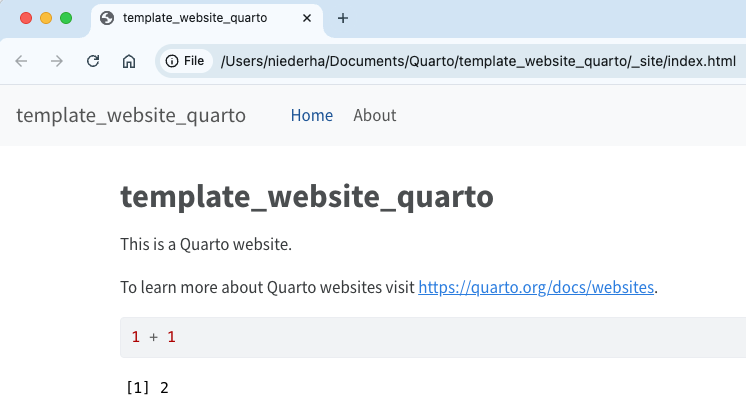 template_website_quarto
File /Users/niederha/Documents/Quarto/template_website_quarto/_site/index.html
template_website_quarto Home About
template_website_quarto
This is a Quarto website.
To learn more about Quarto websites visit https://quarto.org/docs/websites.
1 + 1
[1] 2